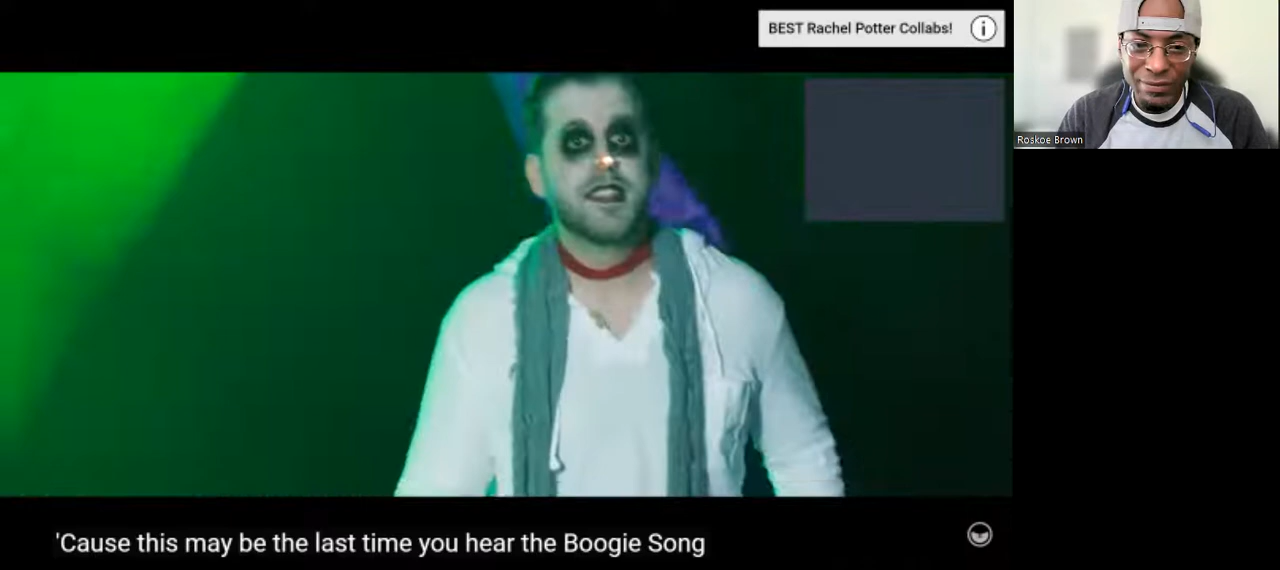 BEST Rachel Potter Collabs!
Roskoe Brown
'Cause this may be the last time you hear the Boogie Song